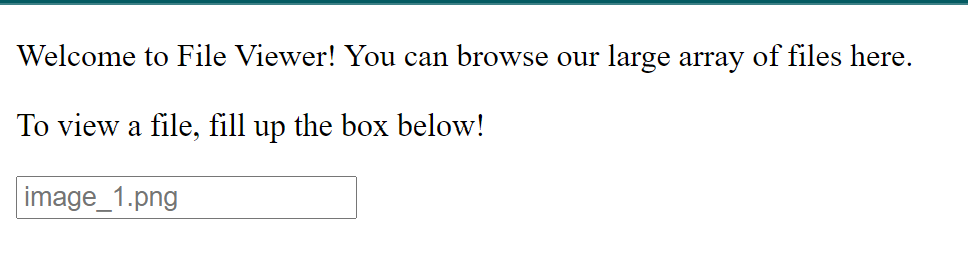 Welcome to File Viewer! You can browse our large array of files here.
To view a file, fill up the box below!
image_1.png